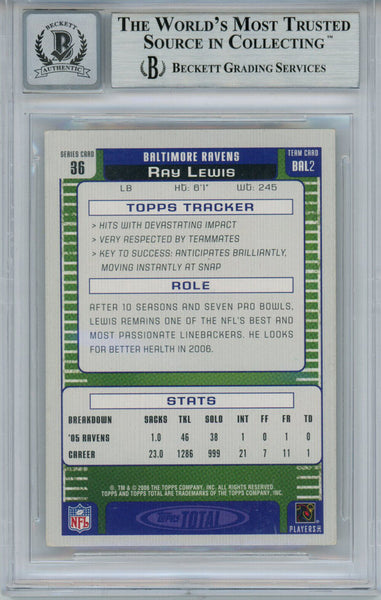 BECKETT
AUTHENTIC
THE WORLD'S MOST TRUSTED
SOURCE IN COLLECTING™
B BECKETT GRADING SERVICES
SERIES CARD
36
BALTIMORE RAVENS
RAY LEWIS
TEAM CARD
BAL2
LB HT: 6'1" WT: 245
TOPPS TRACKER
> HITS WITH DEVASTATING IMPACT
> VERY RESPECTED BY TEAMMATES
> KEY TO SUCCESS: ANTICIPATES BRILLIANTLY,
MOVING INSTANTLY AT SNAP
ROLE
AFTER 10 SEASONS AND SEVEN PRO BOWLS,
LEWIS REMAINS ONE OF THE NFL'S BEST AND
MOST PASSIONATE LINEBACKERS. HE LOOKS
FOR BETTER HEALTH IN 2006.
STATS
BREAKDOWN SACKS TKL SOLO INT FF FR TD
'05 RAVENS 1.0 46 38 1 0 1 0
CAREER 23.0 1286 999 21 7 11 1
®, TM & © 2006 THE TOPPS COMPANY, INC. ALL RIGHTS RESERVED.
TOPPS AND TOPPS TOTAL ARE TRADEMARKS OF THE TOPPS COMPANY, INC.
NFL
Topps TOTAL
PLAYERS INC